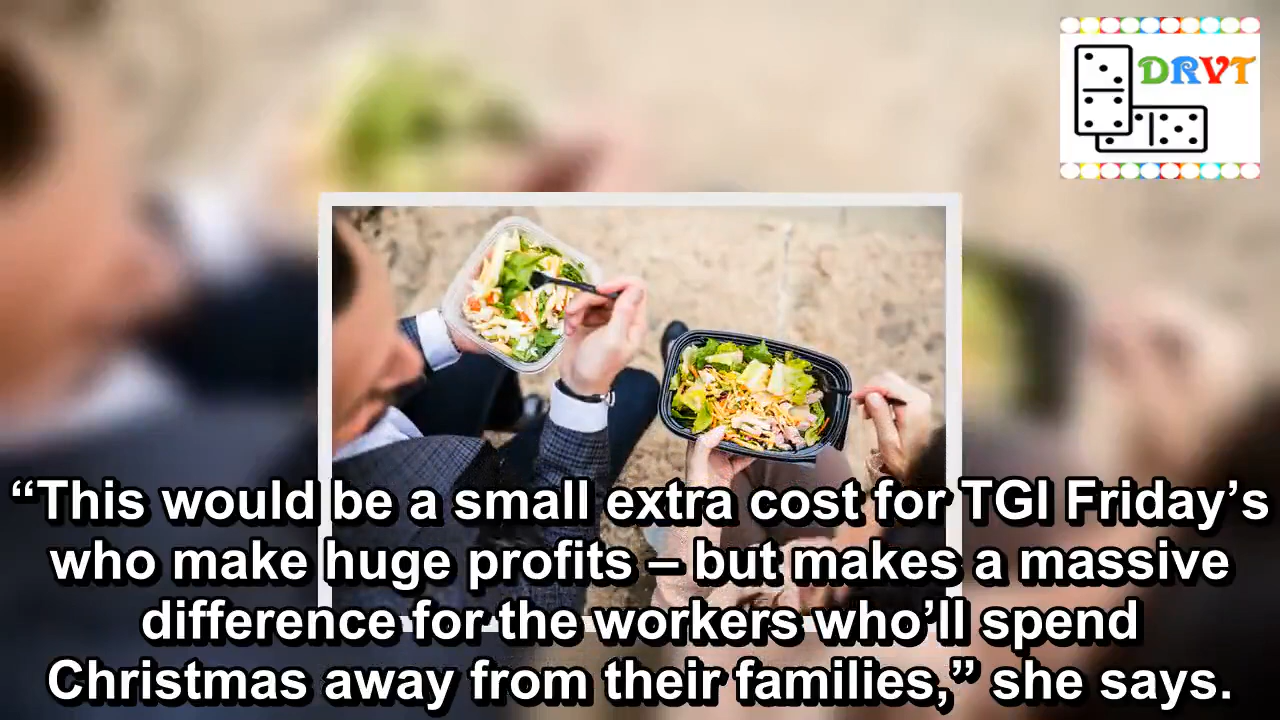 DRVT
“This would be a small extra cost for TGI Friday’s
who make huge profits – but makes a massive
difference for the workers who’ll spend
Christmas away from their families,” she says.